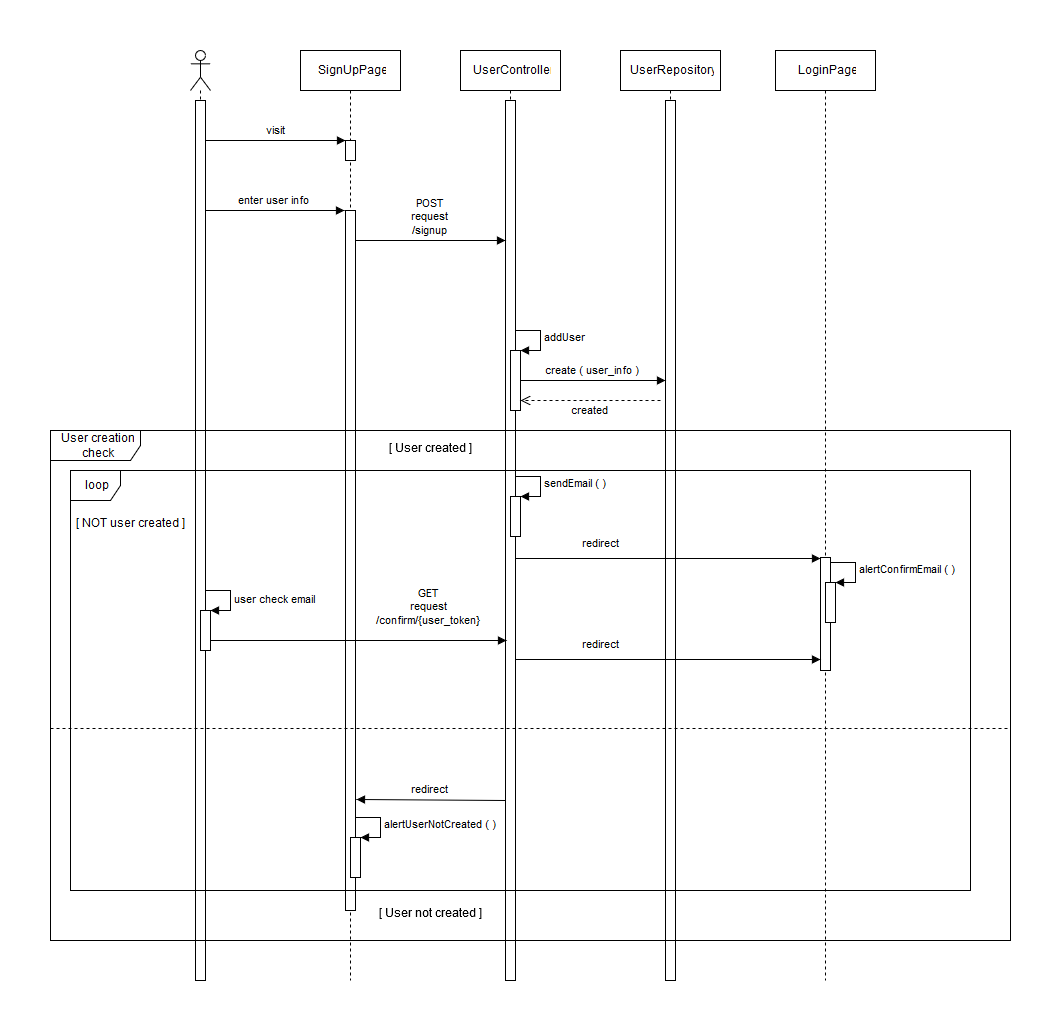 SignUpPage
UserControlle
UserRepository
LoginPage
visit
enter user info
POST
request
/signup
addUser
create ( user_info )
created
User creation
check
[ User created ]
loop
sendEmail ( )
[ NOT user created ]
redirect
alertConfirmEmail ( )
user check email
GET
request
/confirm/{user_token}
redirect
redirect
alertUserNotCreated ( )
[ User not created ]